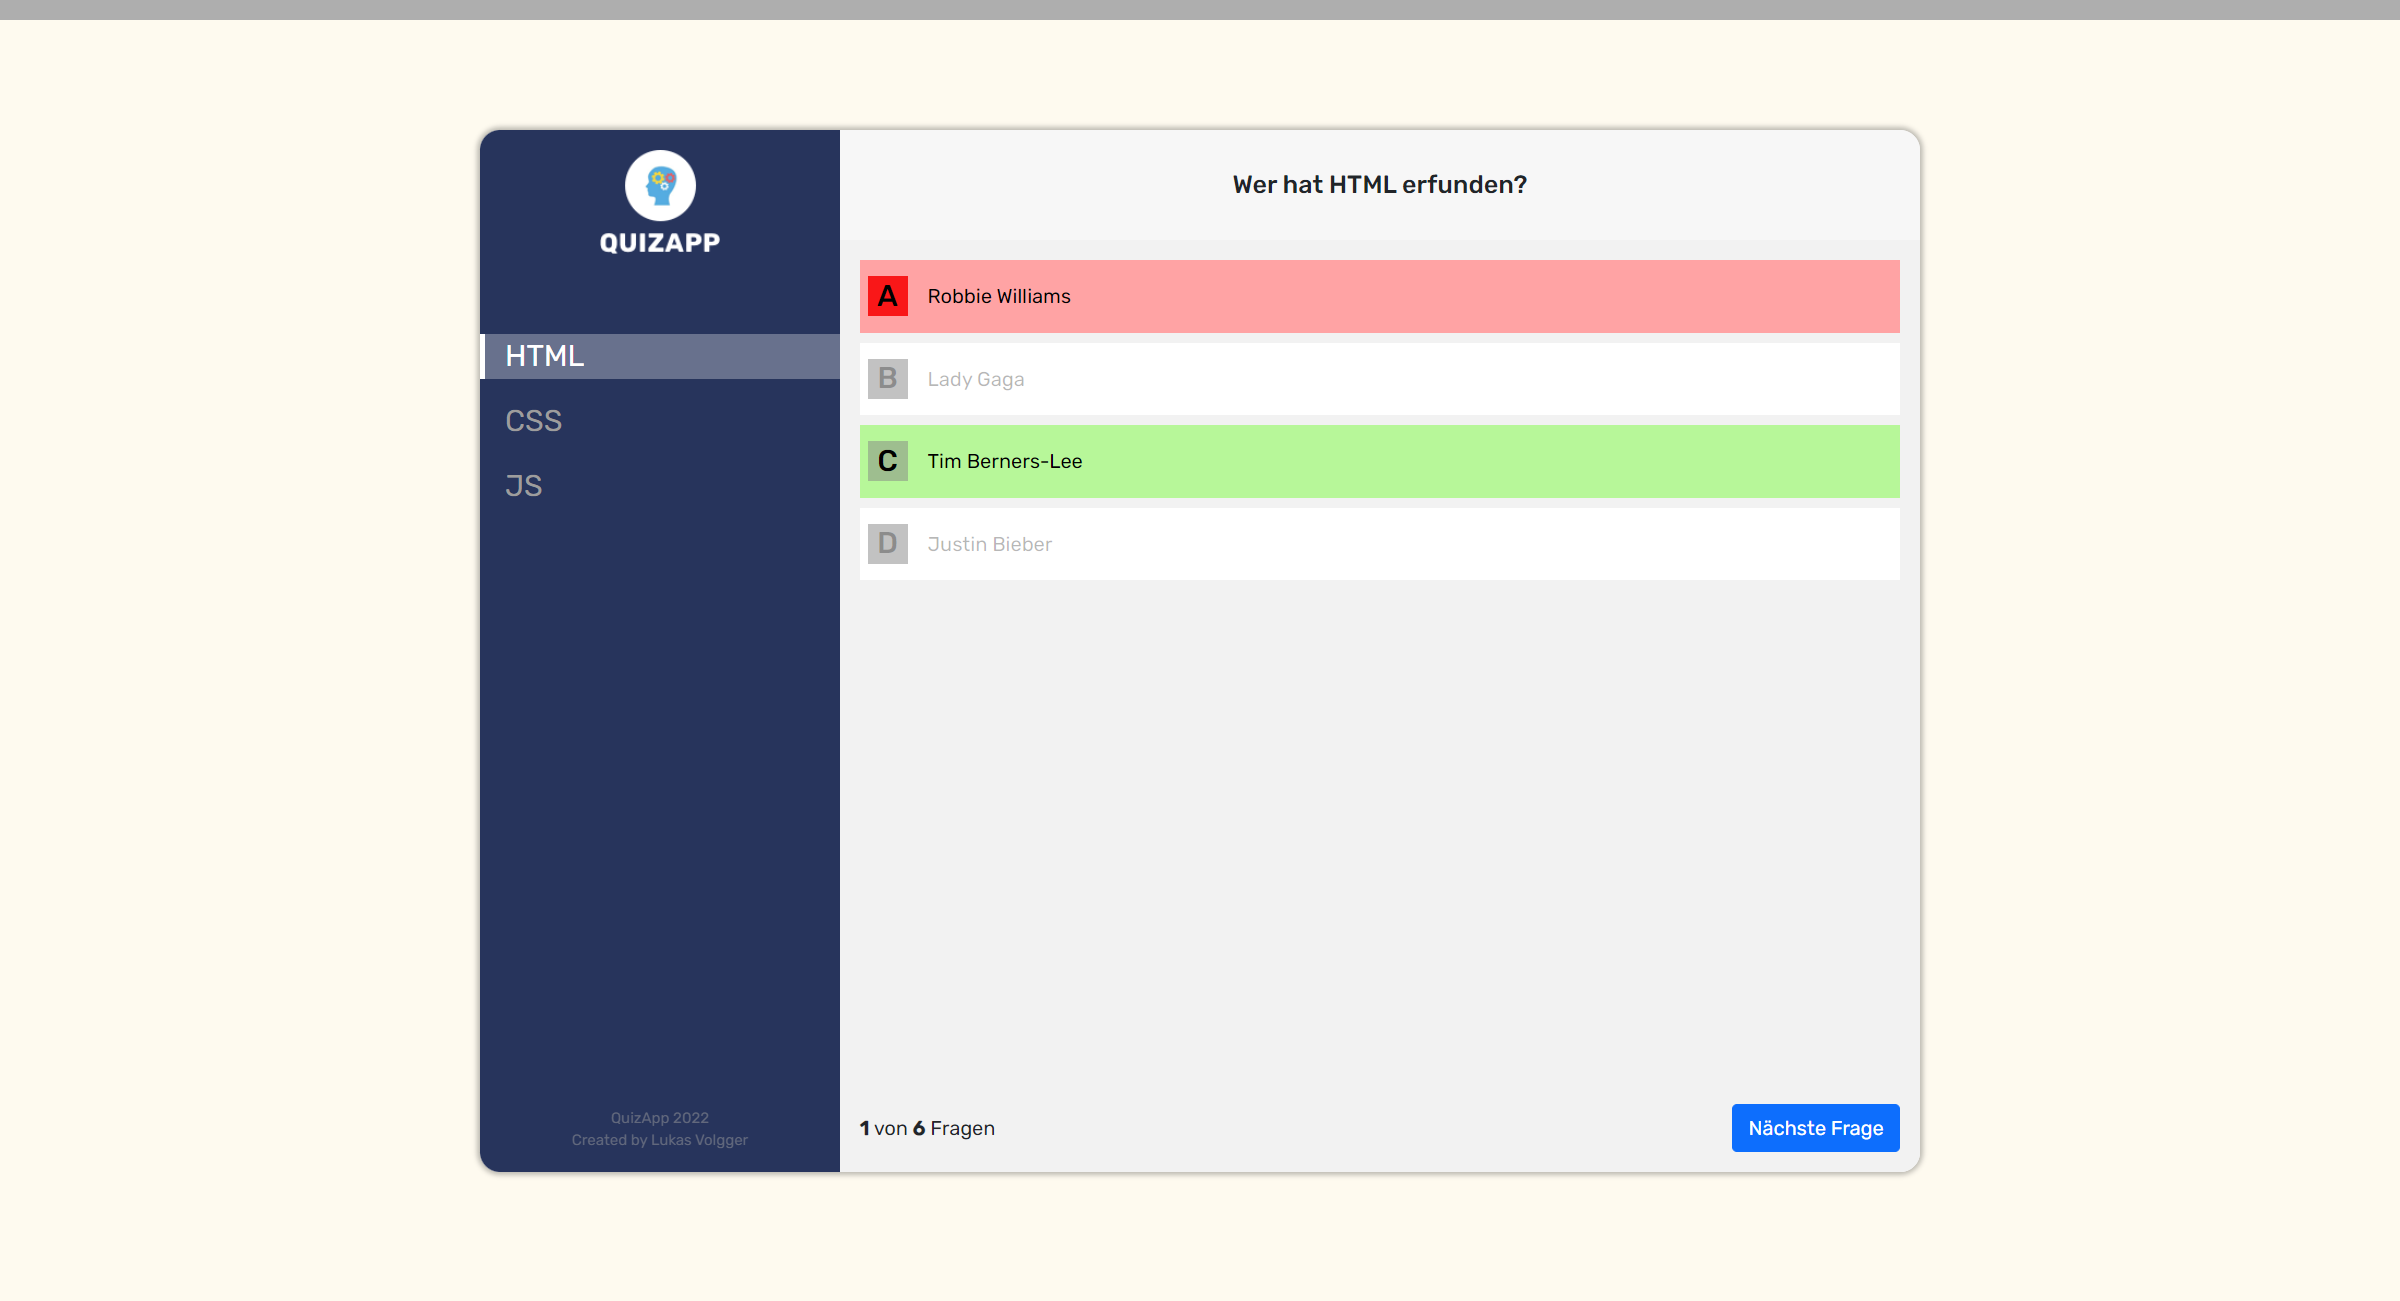 QUIZAPP
HTML
CSS
JS
QuizApp 2022
Created by Lukas Volgger
Wer hat HTML erfunden?
A Robbie Williams
B Lady Gaga
C Tim Berners-Lee
D Justin Bieber
1 von 6 Fragen
Nächste Frage